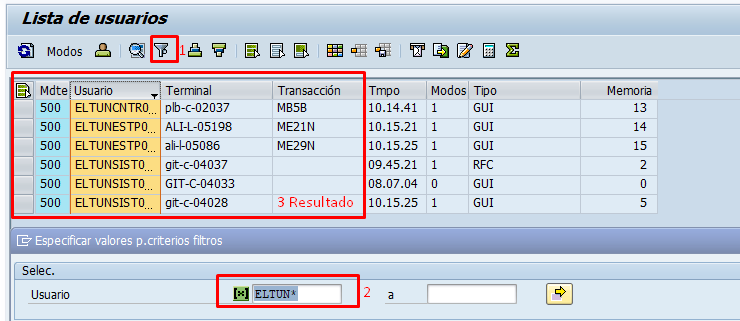 Lista de usuarios
Modos 1
Mdte Usuario Terminal Transacción Tmpo Modos Tipo Memoria
500 ELTUNCNTR0... plb-c-02037 MB5B 10.14.41 1 GUI 13
500 ELTUNESTP0... ALI-L-05198 ME21N 10.15.21 1 GUI 14
500 ELTUNESTP0... ali-l-05086 ME29N 10.15.25 1 GUI 15
500 ELTUNSIST0... git-c-04037 09.45.21 1 RFC 2
500 ELTUNSIST0... GIT-C-04033 08.07.04 0 GUI 0
500 ELTUNSIST0... git-c-04028 3 Resultado 10.15.25 1 GUI 5
Especificar valores p.criterios filtros
Selec.
Usuario ELTUN* 2 a